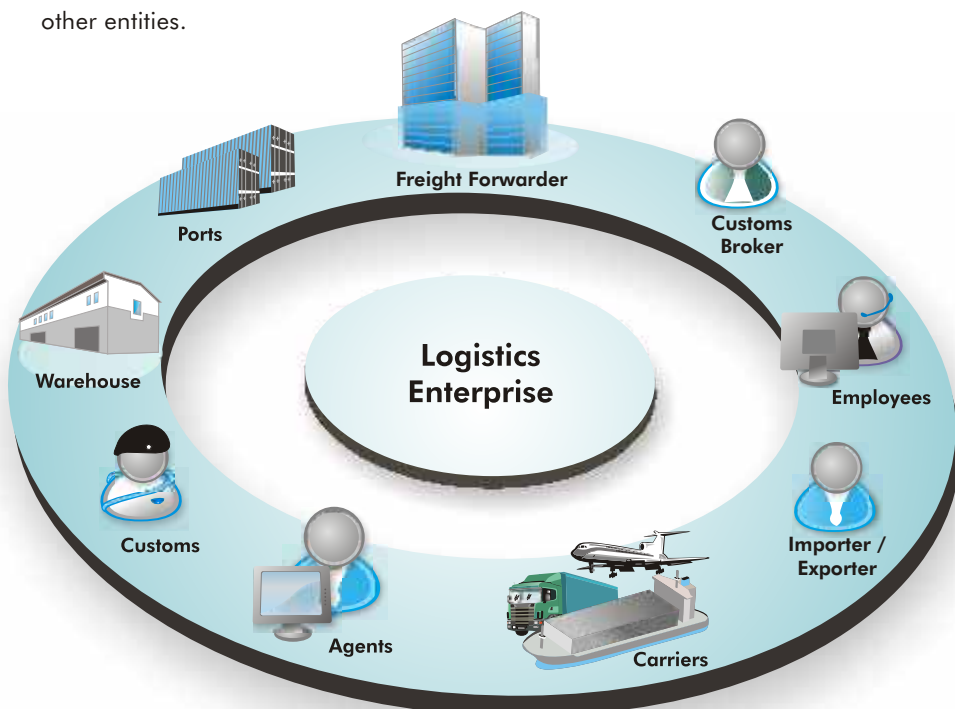 other entities.
Freight Forwarder
Ports
Customs
Broker
Warehouse
Logistics
Enterprise
Employees
Customs
Importer /
Exporter
Agents
Carriers